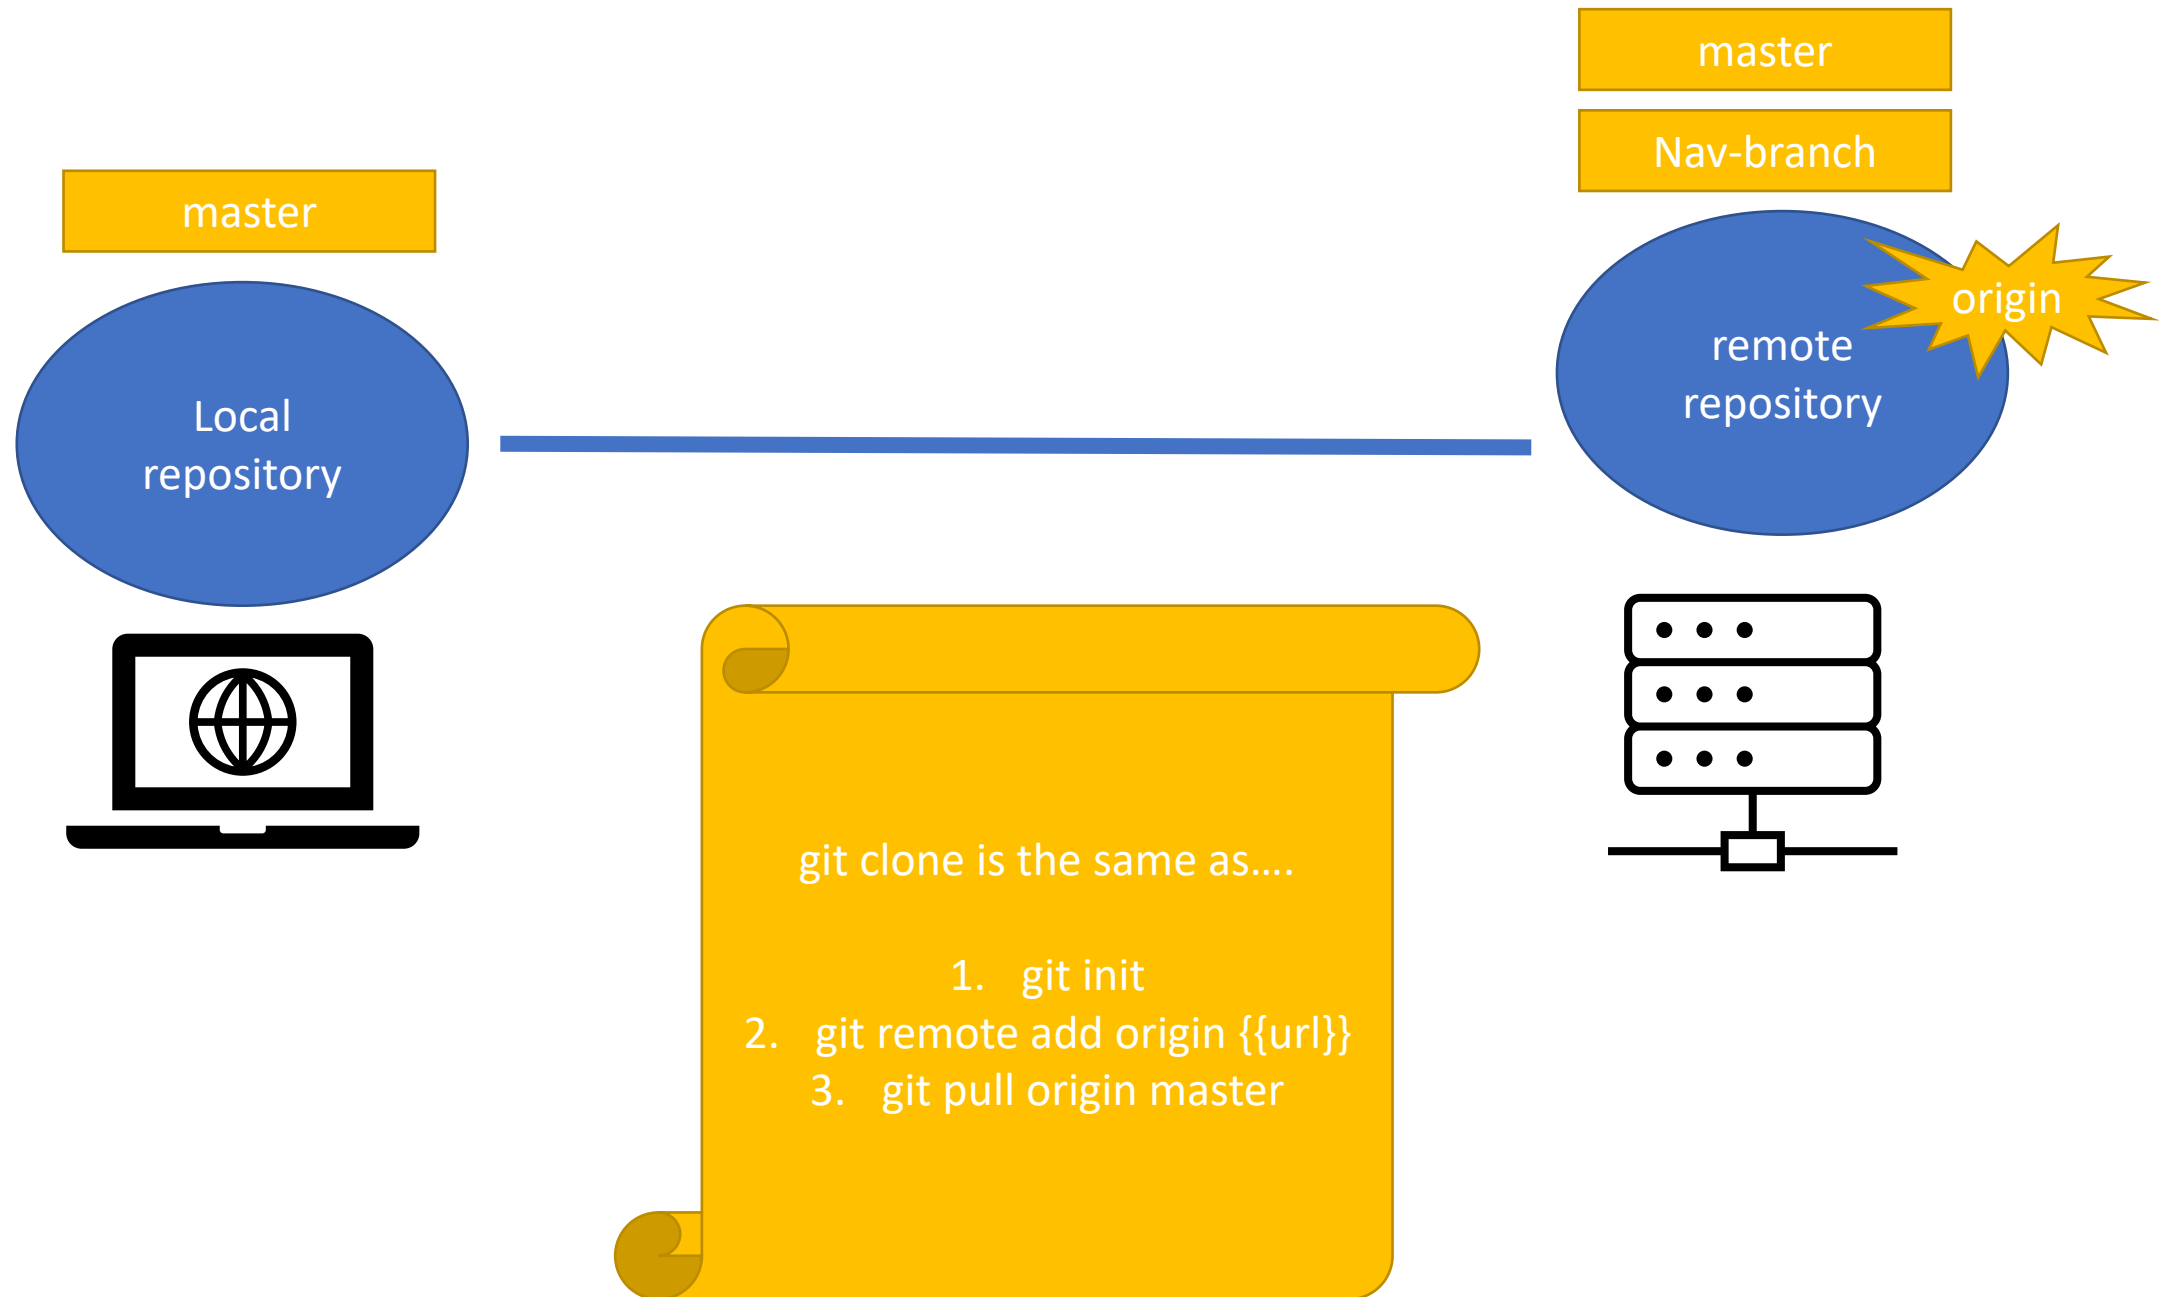 master
Nav-branch
master
origin
remote
repository
Local
repository
git clone is the same as....
1. git init
2. git remote add origin {{url}}
3. git pull origin master